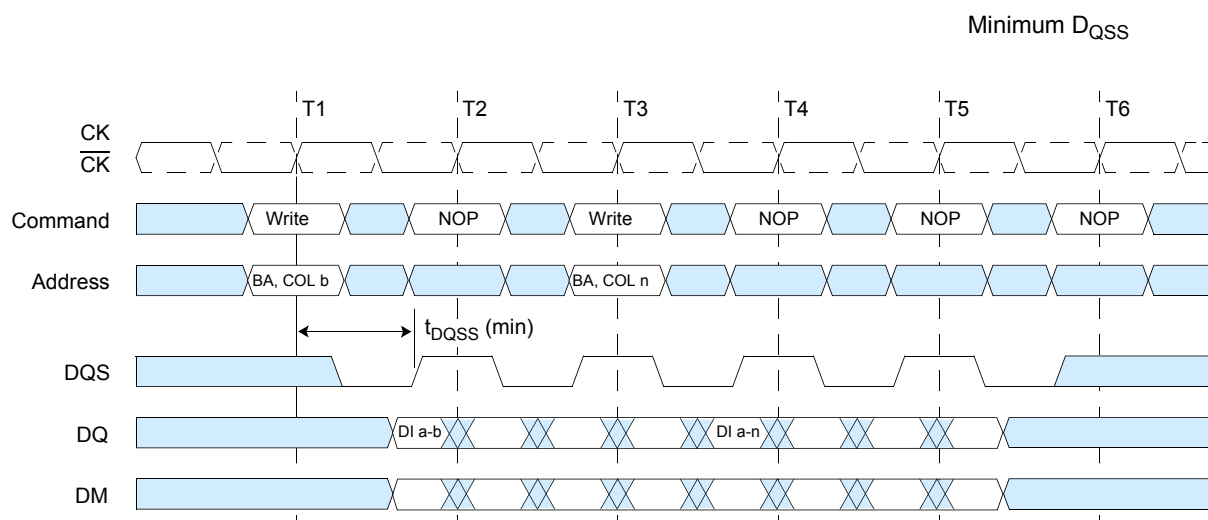 Minimum DQSS
T1 T2 T3 T4 T5 T6
CK
CK
Command Write NOP Write NOP NOP NOP
Address BA, COL b BA, COL n
tDQSS (min)
DQS
DQ DI a-b DI a-n
DM